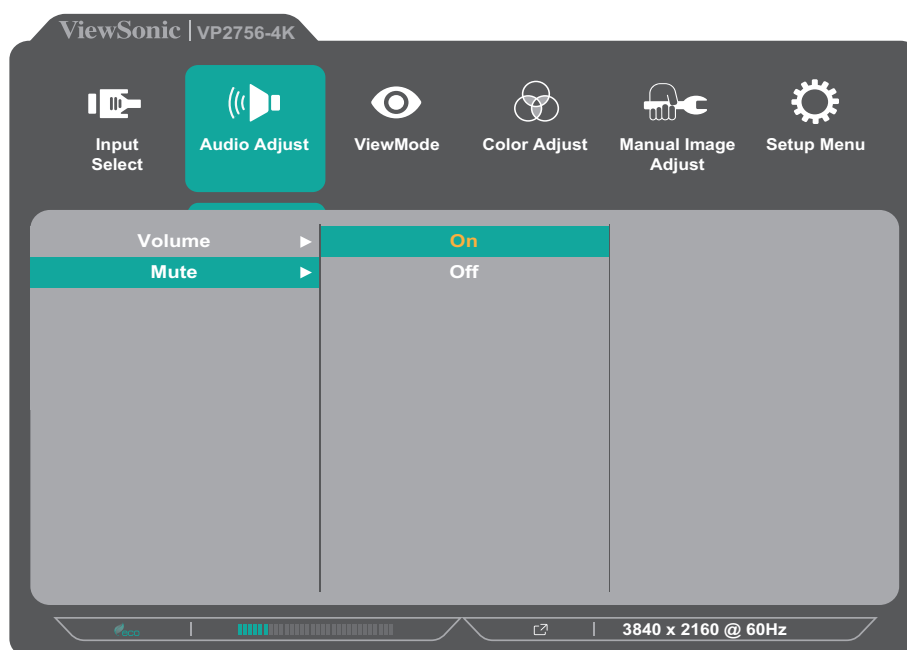 ViewSonic | VP2756-4K
Input
Select
Audio Adjust
ViewMode
Color Adjust
Manual Image
Adjust
Setup Menu
Volume
On
Mute
Off
eco
3840 x 2160 @ 60Hz